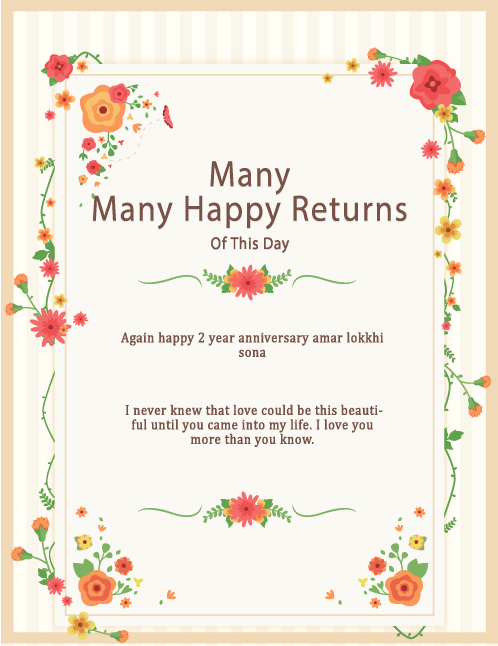 Many
Many Happy Returns
Of This Day
Again happy 2 year anniversary amar lokkhi
sona
I never knew that love could be this beauti-
ful until you came into my life. I love you
more than you know.